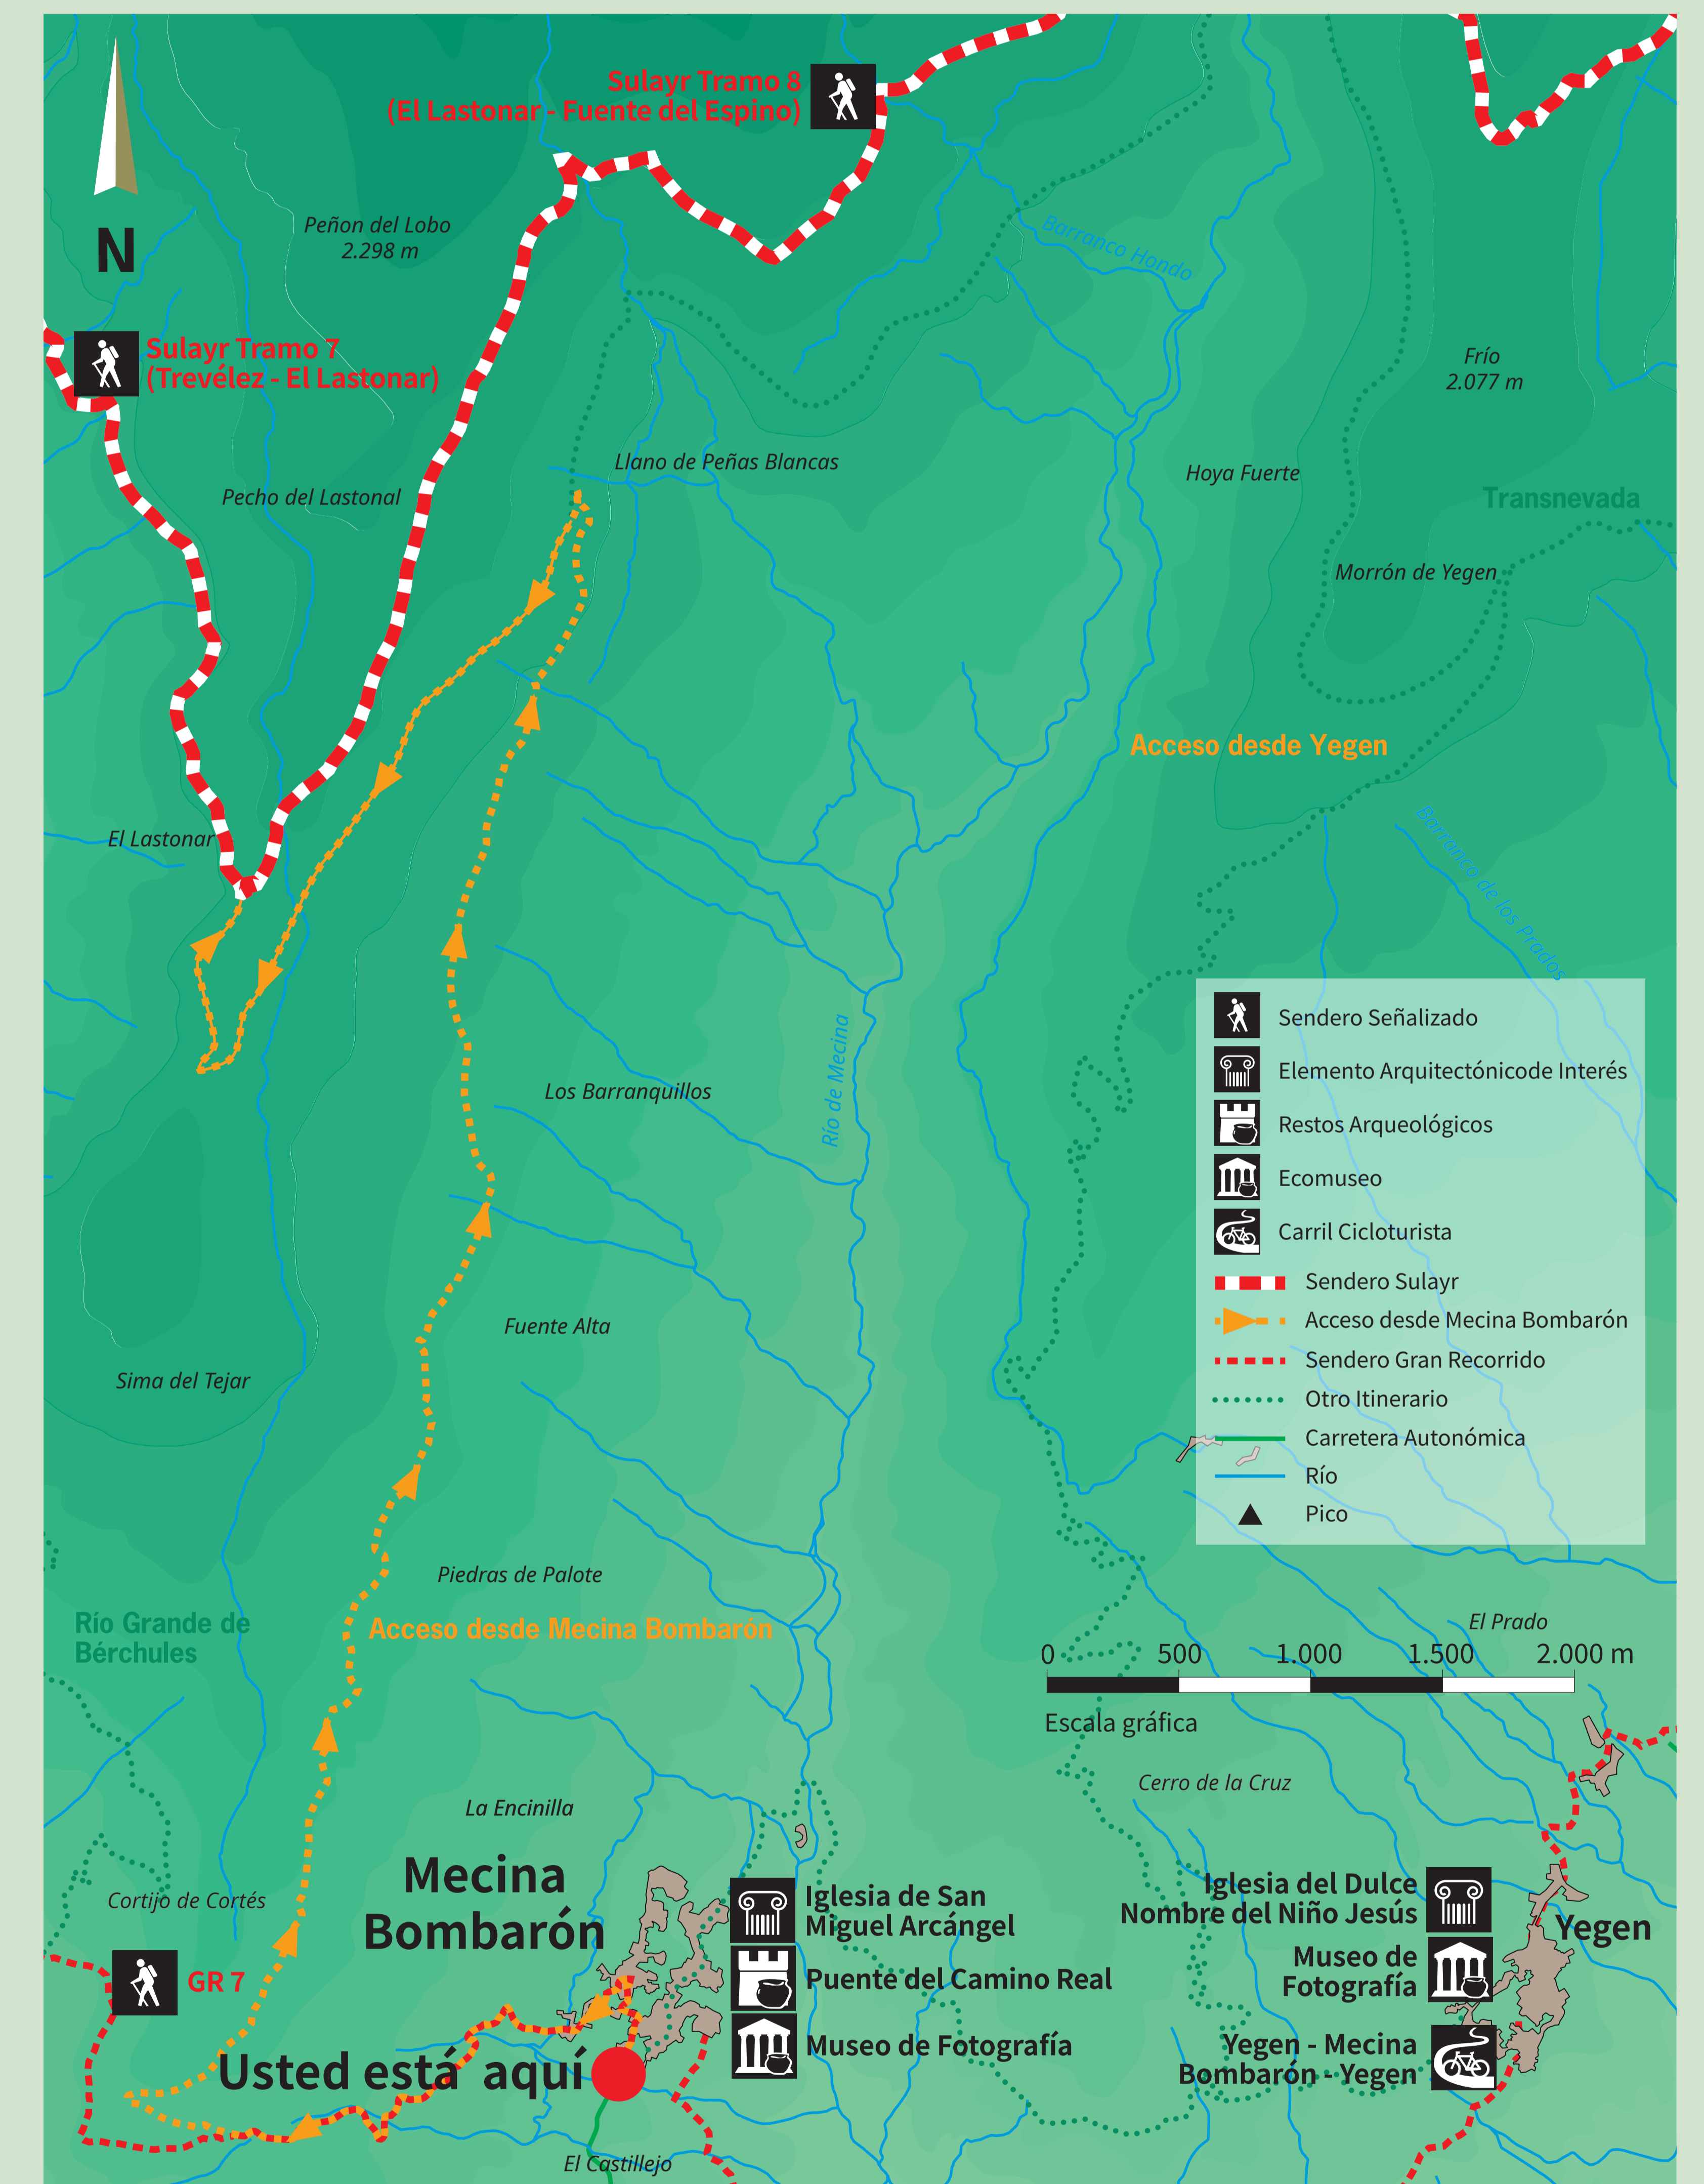 Sulayr Tramo 8
(El Lastonar - Fuente del Espino)
N
Peñon del Lobo
2.298 m
Barranco Hondo
Sulayr Tramo 7
(Trevélez - El Lastonar)
Frío
2.077 m
Llano de Peñas Blancas
Hoya Fuerte
Pecho del Lastonal
Transnevada
Morrón de Yegen
Acceso desde Yegen
El Lastonar
Barranco de los Prados
Río de Mecina
Los Barranquillos
Sendero Señalizado
Elemento Arquitectónicode Interés
Restos Arqueológicos
Ecomuseo
Carril Cicloturista
Sendero Sulayr
Acceso desde Mecina Bombarón
Sendero Gran Recorrido
Otro Itinerario
Carretera Autonómica
Río
Pico
Fuente Alta
Sima del Tejar
Piedras de Palote
Río Grande de
Bérchules
Acceso desde Mecina Bombarón
El Prado
0 500 1.000 1.500 2.000 m
Escala gráfica
Cerro de la Cruz
La Encinilla
Mecina
Bombarón
Cortijo de Cortés
GR 7
Iglesia de San
Miguel Arcángel
Puente del Camino Real
Museo de Fotografía
Iglesia del Dulce
Nombre del Niño Jesús
Yegen
Museo de
Fotografía
Yegen - Mecina
Bombarón - Yegen
Usted está aquí
El Castillejo